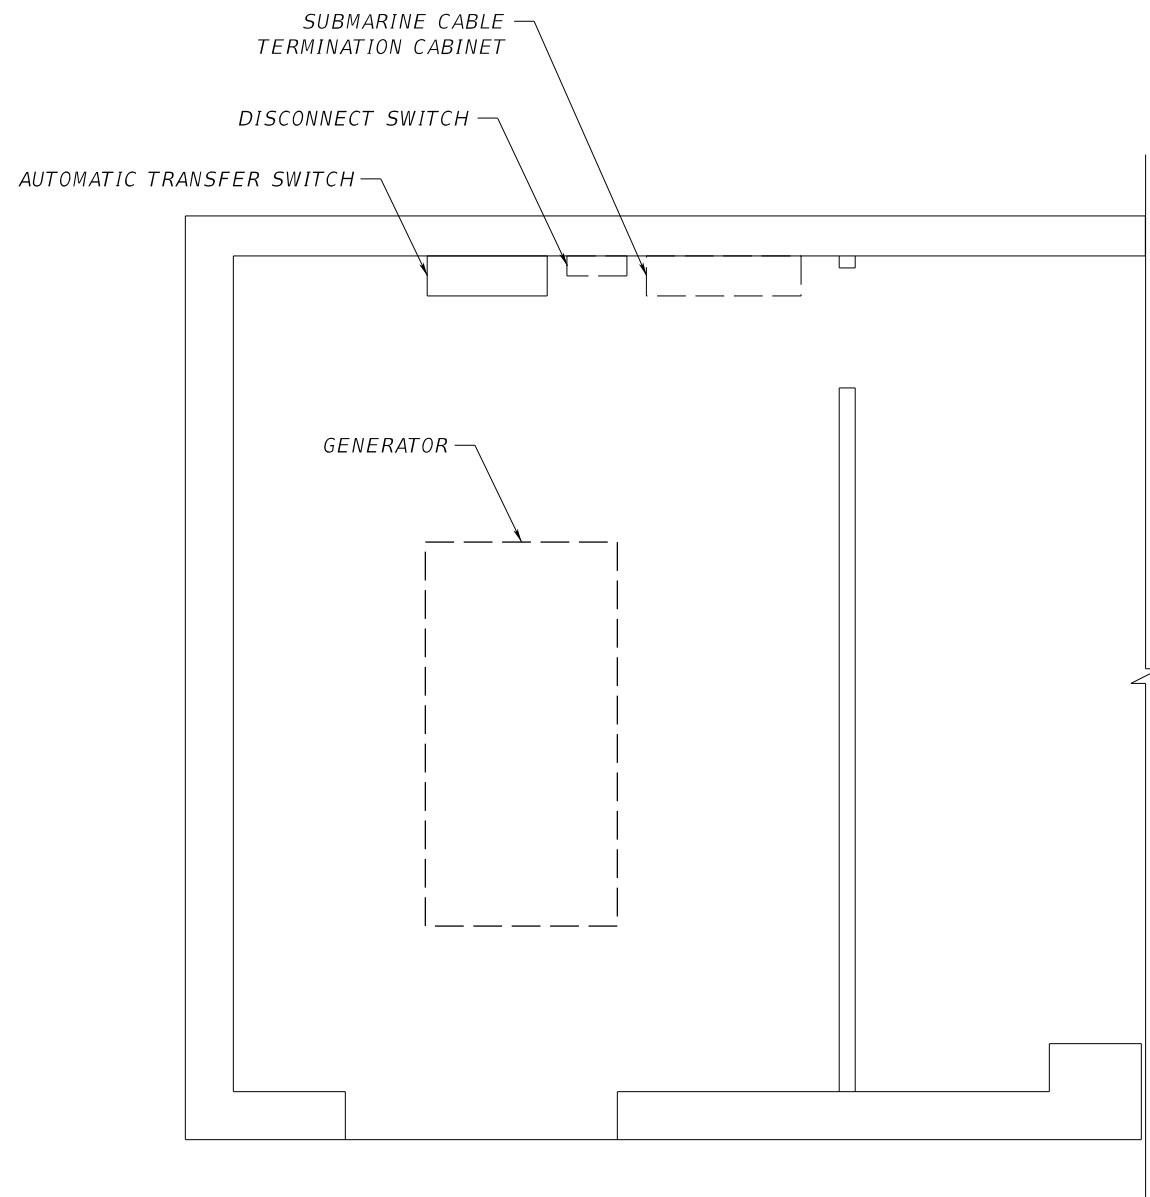 SUBMARINE CABLE
TERMINATION CABINET
DISCONNECT SWITCH
AUTOMATIC TRANSFER SWITCH
GENERATOR